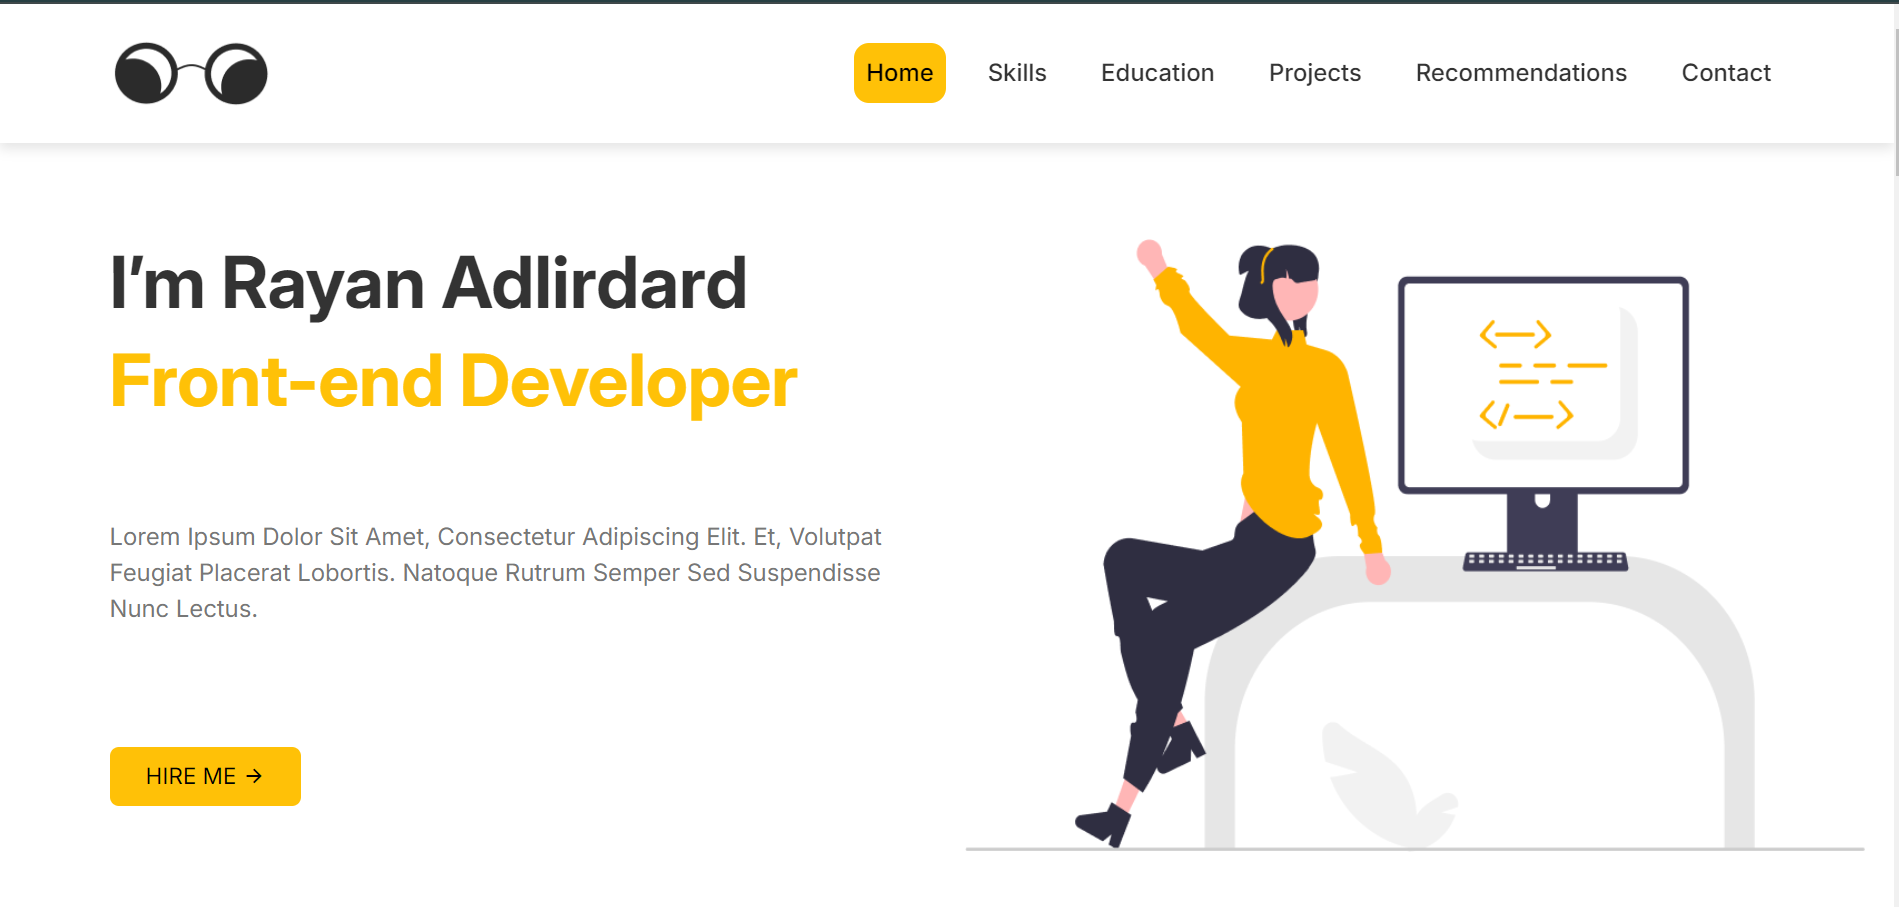 Home Skills Education Projects Recommendations Contact
I'm Rayan Adlirdard
Front-end Developer
Lorem Ipsum Dolor Sit Amet, Consectetur Adipiscing Elit. Et, Volutpat
Feugiat Placerat Lobortis. Natoque Rutrum Semper Sed Suspendisse
Nunc Lectus.
HIRE ME →